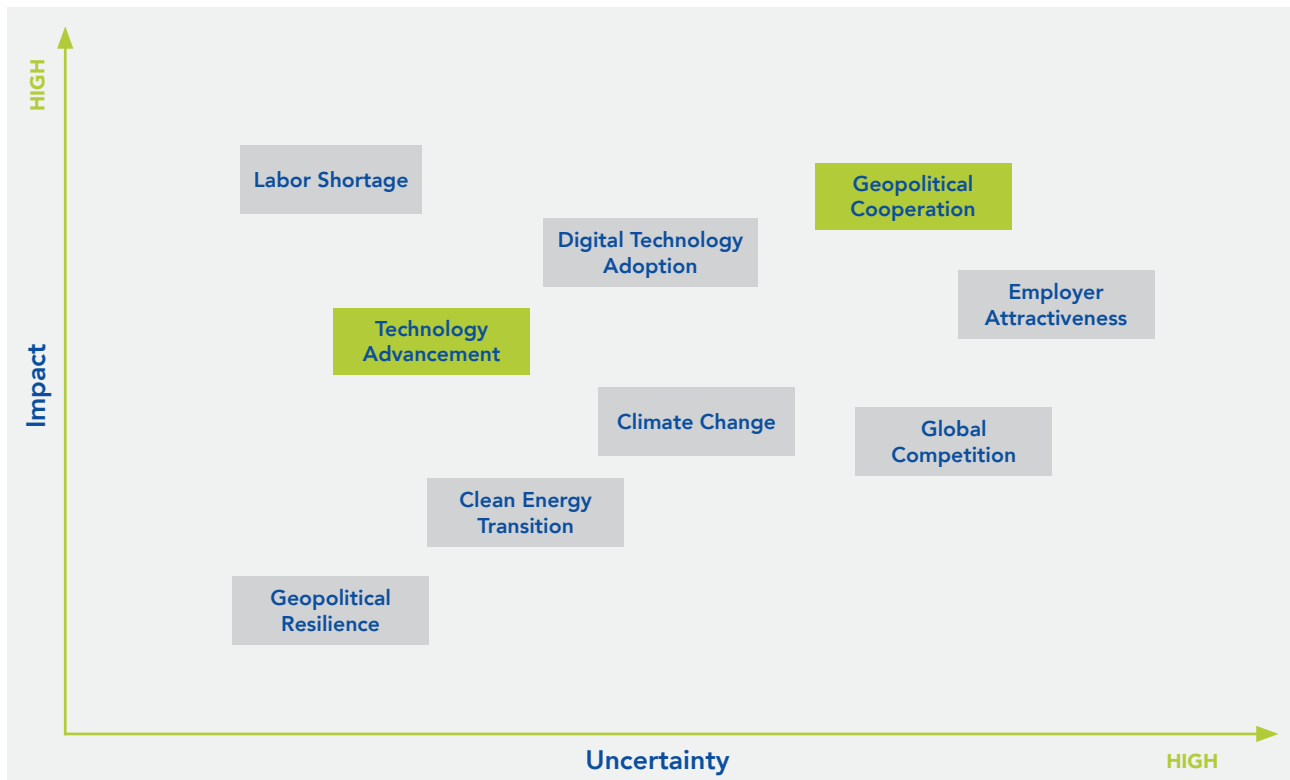 HIGH
Labor Shortage
Geopolitical
Cooperation
Digital Technology
Adoption
Employer
Attractiveness
Technology
Advancement
Impact
Climate Change
Global
Competition
Clean Energy
Transition
Geopolitical
Resilience
Uncertainty
HIGH